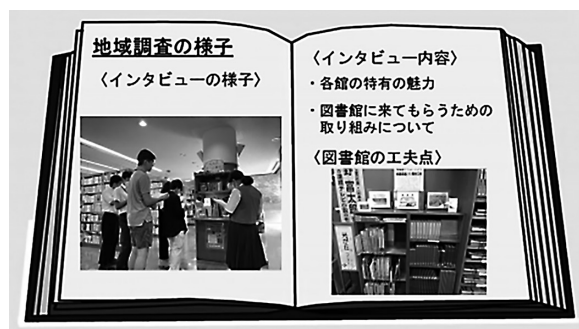 地域調査の様子
〈インタビューの様子〉
〈インタビュー内容〉
・各館の特有の魅力
・図書館に来てもらうための
取り組みについて
〈図書館の工夫点〉